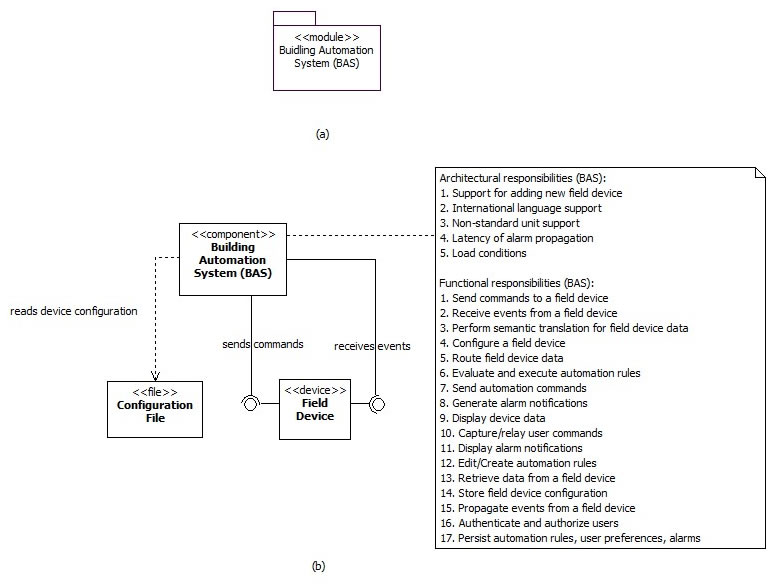 <<module>>
Buidling Automation
System (BAS)
(a)
Architectural responsibilities (BAS):
1. Support for adding new field device
2. International language support
3. Non-standard unit support
4. Latency of alarm propagation
5. Load conditions
Functional responsibilities (BAS):
1. Send commands to a field device
2. Receive events from a field device
3. Perform semantic translation for field device data
4. Configure a field device
5. Route field device data
6. Evaluate and execute automation rules
7. Send automation commands
8. Generate alarm notifications
9. Display device data
10. Capture/relay user commands
11. Display alarm notifications
12. Edit/Create automation rules
13. Retrieve data from a field device
14. Store field device configuration
15. Propagate events from a field device
16. Authenticate and authorize users
17. Persist automation rules, user preferences, alarms
<<component>>
Building
Automation
System (BAS)
reads device configuration
sends commands
receives events
<<file>>
Configuration
File
<<device>>
Field
Device
(b)